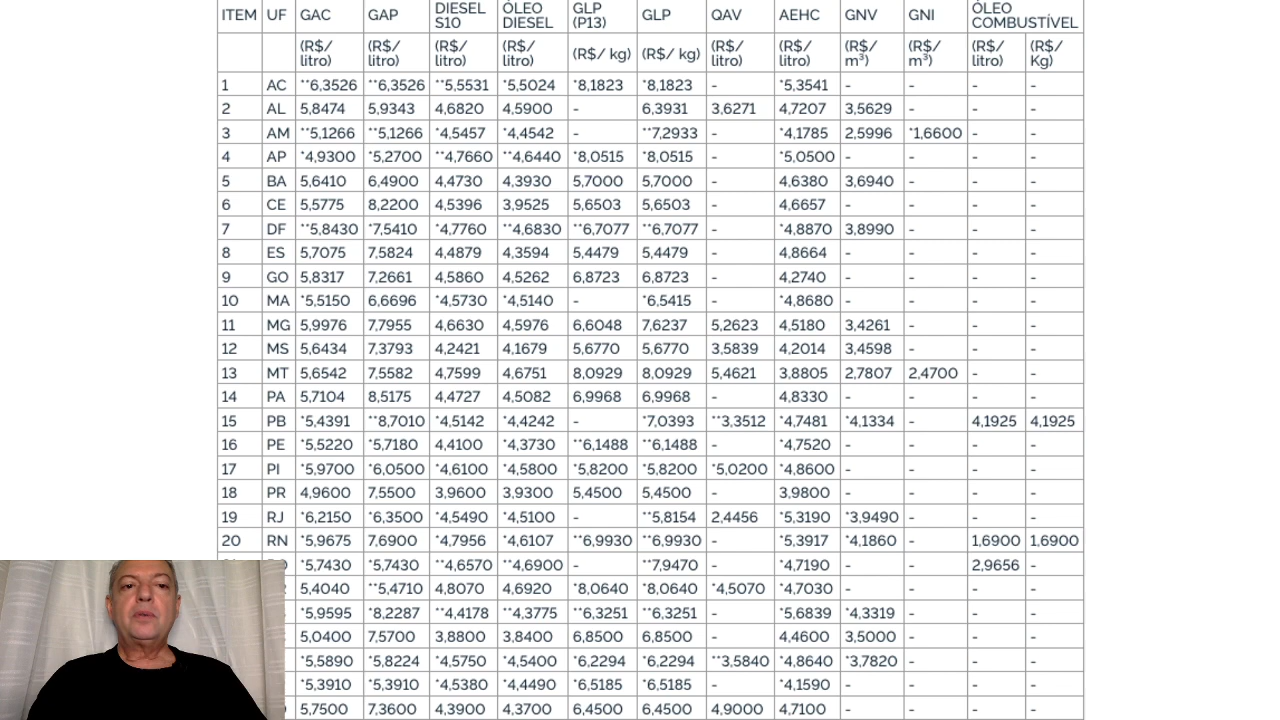 ITEM UF GAC GAP DIESEL S10 ÓLEO DIESEL GLP (P13) GLP QAV AEHC GNV GNI ÓLEO COMBUSTÍVEL
(R$/ litro) (R$/ litro) (R$/ litro) (R$/ litro) (R$/ kg) (R$/ kg) (R$/ litro) (R$/ litro) (R$/ m³) (R$/ m³) (R$/ litro) (R$/ Kg)
1 AC **6,3526 **6,3526 **5,5531 *5,5024 *8,1823 *8,1823 - *5,3541 - - - -
2 AL 5,8474 5,9343 4,6820 4,5900 - 6,3931 3,6271 4,7207 3,5629 - - -
3 AM **5,1266 **5,1266 *4,5457 *4,4542 - **7,2933 - *4,1785 2,5996 *1,6600 - -
4 AP *4,9300 *5,2700 **4,7660 **4,6440 *8,0515 *8,0515 - *5,0500 - - - -
5 BA 5,6410 6,4900 4,4730 4,3930 5,7000 5,7000 - 4,6380 3,6940 - - -
6 CE 5,5775 8,2200 4,5396 3,9525 5,6503 5,6503 - 4,6657 - - - -
7 DF **5,8430 *7,5410 *4,7760 **4,6830 **6,7077 **6,7077 - *4,8870 3,8990 - - -
8 ES 5,7075 7,5824 4,4879 4,3594 5,4479 5,4479 - 4,8664 - - - -
9 GO 5,8317 7,2661 4,5860 4,5262 6,8723 6,8723 - 4,2740 - - - -
10 MA *5,5150 6,6696 *4,5730 *4,5140 - *6,5415 - *4,8680 - - - -
11 MG 5,9976 7,7955 4,6630 4,5976 6,6048 7,6237 5,2623 4,5180 3,4261 - - -
12 MS 5,6434 7,3793 4,2421 4,1679 5,6770 5,6770 3,5839 4,2014 3,4598 - - -
13 MT 5,6542 7,5582 4,7599 4,6751 8,0929 8,0929 5,4621 3,8805 2,7807 2,4700 - -
14 PA 5,7104 8,5175 4,4727 4,5082 6,9968 6,9968 - 4,8330 - - - -
15 PB *5,4391 **8,7010 *4,5142 *4,4242 - *7,0393 **3,3512 *4,7481 *4,1334 - 4,1925 4,1925
16 PE *5,5220 *5,7180 4,4100 *4,3730 **6,1488 **6,1488 - *4,7520 - - - -
17 PI *5,9700 *6,0500 *4,6100 *4,5800 *5,8200 *5,8200 *5,0200 *4,8600 - - - -
18 PR 4,9600 7,5500 3,9600 3,9300 5,4500 5,4500 - 3,9800 - - - -
19 RJ *6,2150 *6,3500 *4,5490 *4,5100 - **5,8154 2,4456 *5,3190 *3,9490 - - -
20 RN *5,9675 7,6900 *4,7956 *4,6107 **6,9930 **6,9930 - *5,3917 *4,1860 - 1,6900 1,6900
*5,7430 *5,7430 **4,6570 **4,6900 - **7,9470 - *4,7190 - - 2,9656 -
5,4040 **5,4710 4,8070 4,6920 *8,0640 *8,0640 *4,5070 *4,7030 - - - -
*5,9595 *8,2287 **4,4178 **4,3775 **6,3251 **6,3251 - *5,6839 *4,3319 - - -
5,0400 7,5700 3,8800 3,8400 6,8500 6,8500 - 4,4600 3,5000 - - -
*5,5890 *5,8224 *4,5750 *4,5400 *6,2294 *6,2294 **3,5840 *4,8640 *3,7820 - - -
*5,3910 *5,3910 *4,5380 *4,4490 *6,5185 *6,5185 - *4,1590 - - - -
5,7500 7,3600 4,3900 4,3700 6,4500 6,4500 4,9000 4,7100 - - - -